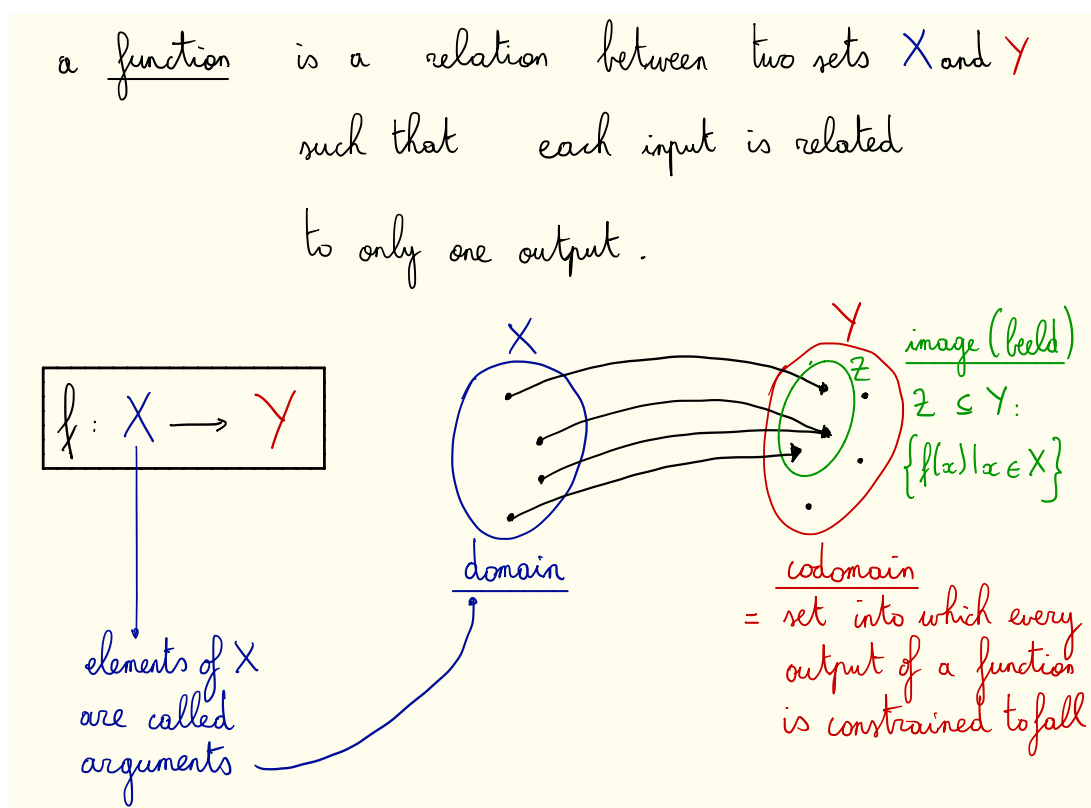 a function is a relation between two sets X and Y
such that each input is related
to only one output.
f: X → Y
elements of X
are called
arguments
X
domain
Y
Z
image (beeld)
Z ⊆ Y:
{f(x)|x ∈ X}
codomain
= set into which every
output of a function
is constrained to fall